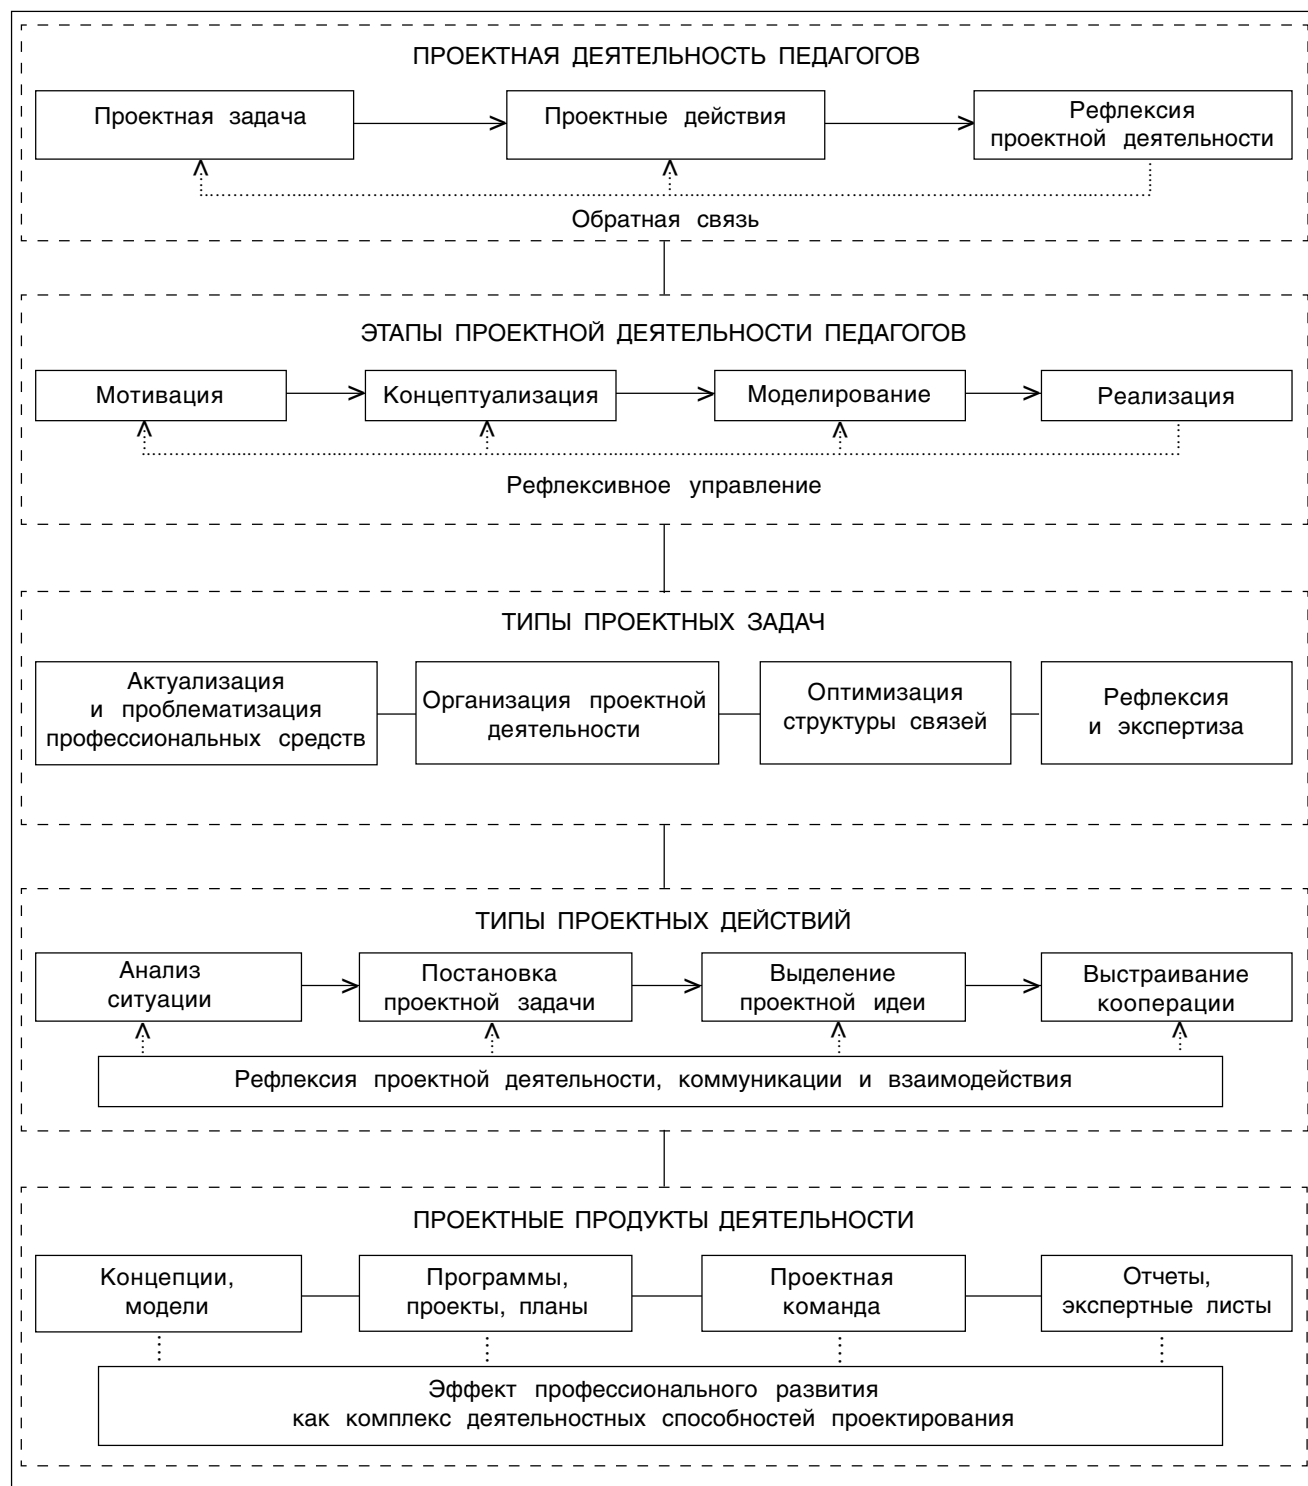 ПРОЕКТНАЯ ДЕЯТЕЛЬНОСТЬ ПЕДАГОГОВ
Проектная задача
Проектные действия
Рефлексия
проектной деятельности
Обратная связь
ЭТАПЫ ПРОЕКТНОЙ ДЕЯТЕЛЬНОСТИ ПЕДАГОГОВ
Мотивация
Концептуализация
Моделирование
Реализация
Рефлексивное управление
ТИПЫ ПРОЕКТНЫХ ЗАДАЧ
Актуализация
и проблематизация
профессиональных средств
Организация проектной
деятельности
Оптимизация
структуры связей
Рефлексия
и экспертиза
ТИПЫ ПРОЕКТНЫХ ДЕЙСТВИЙ
Анализ
ситуации
Постановка
проектной задачи
Выделение
проектной идеи
Выстраивание
кооперации
Рефлексия проектной деятельности, коммуникации и взаимодействия
ПРОЕКТНЫЕ ПРОДУКТЫ ДЕЯТЕЛЬНОСТИ
Концепции,
модели
Программы,
проекты, планы
Проектная
команда
Отчеты,
экспертные листы
Эффект профессионального развития
как комплекс деятельностных способностей проектирования